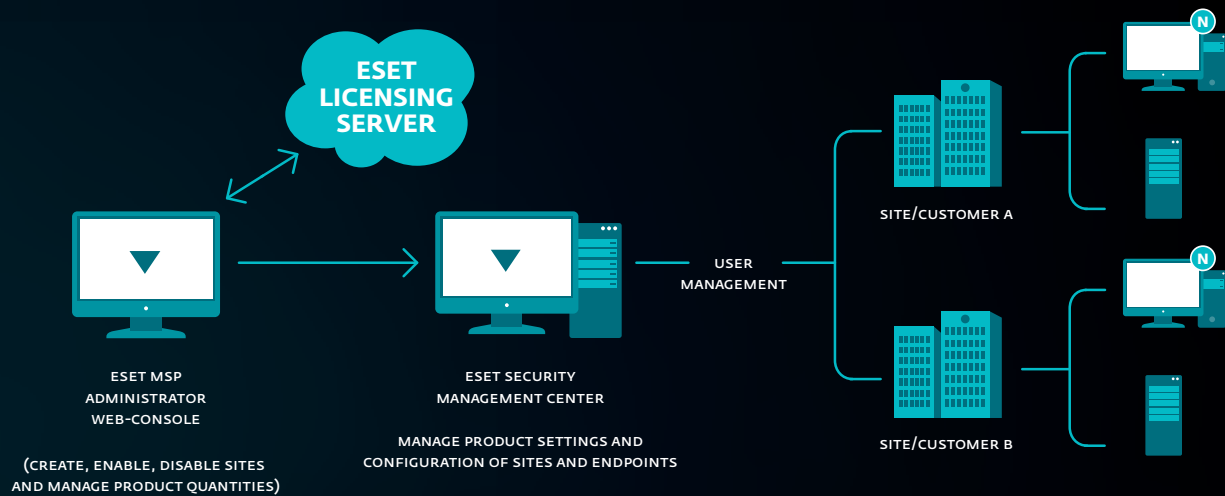 ESET
LICENSING
SERVER
ESET MSP
ADMINISTRATOR
WEB-CONSOLE
(CREATE, ENABLE, DISABLE SITES
AND MANAGE PRODUCT QUANTITIES)
ESET SECURITY
MANAGEMENT CENTER
MANAGE PRODUCT SETTINGS AND
CONFIGURATION OF SITES AND ENDPOINTS
USER
MANAGEMENT
SITE/CUSTOMER A
N
SITE/CUSTOMER B
N